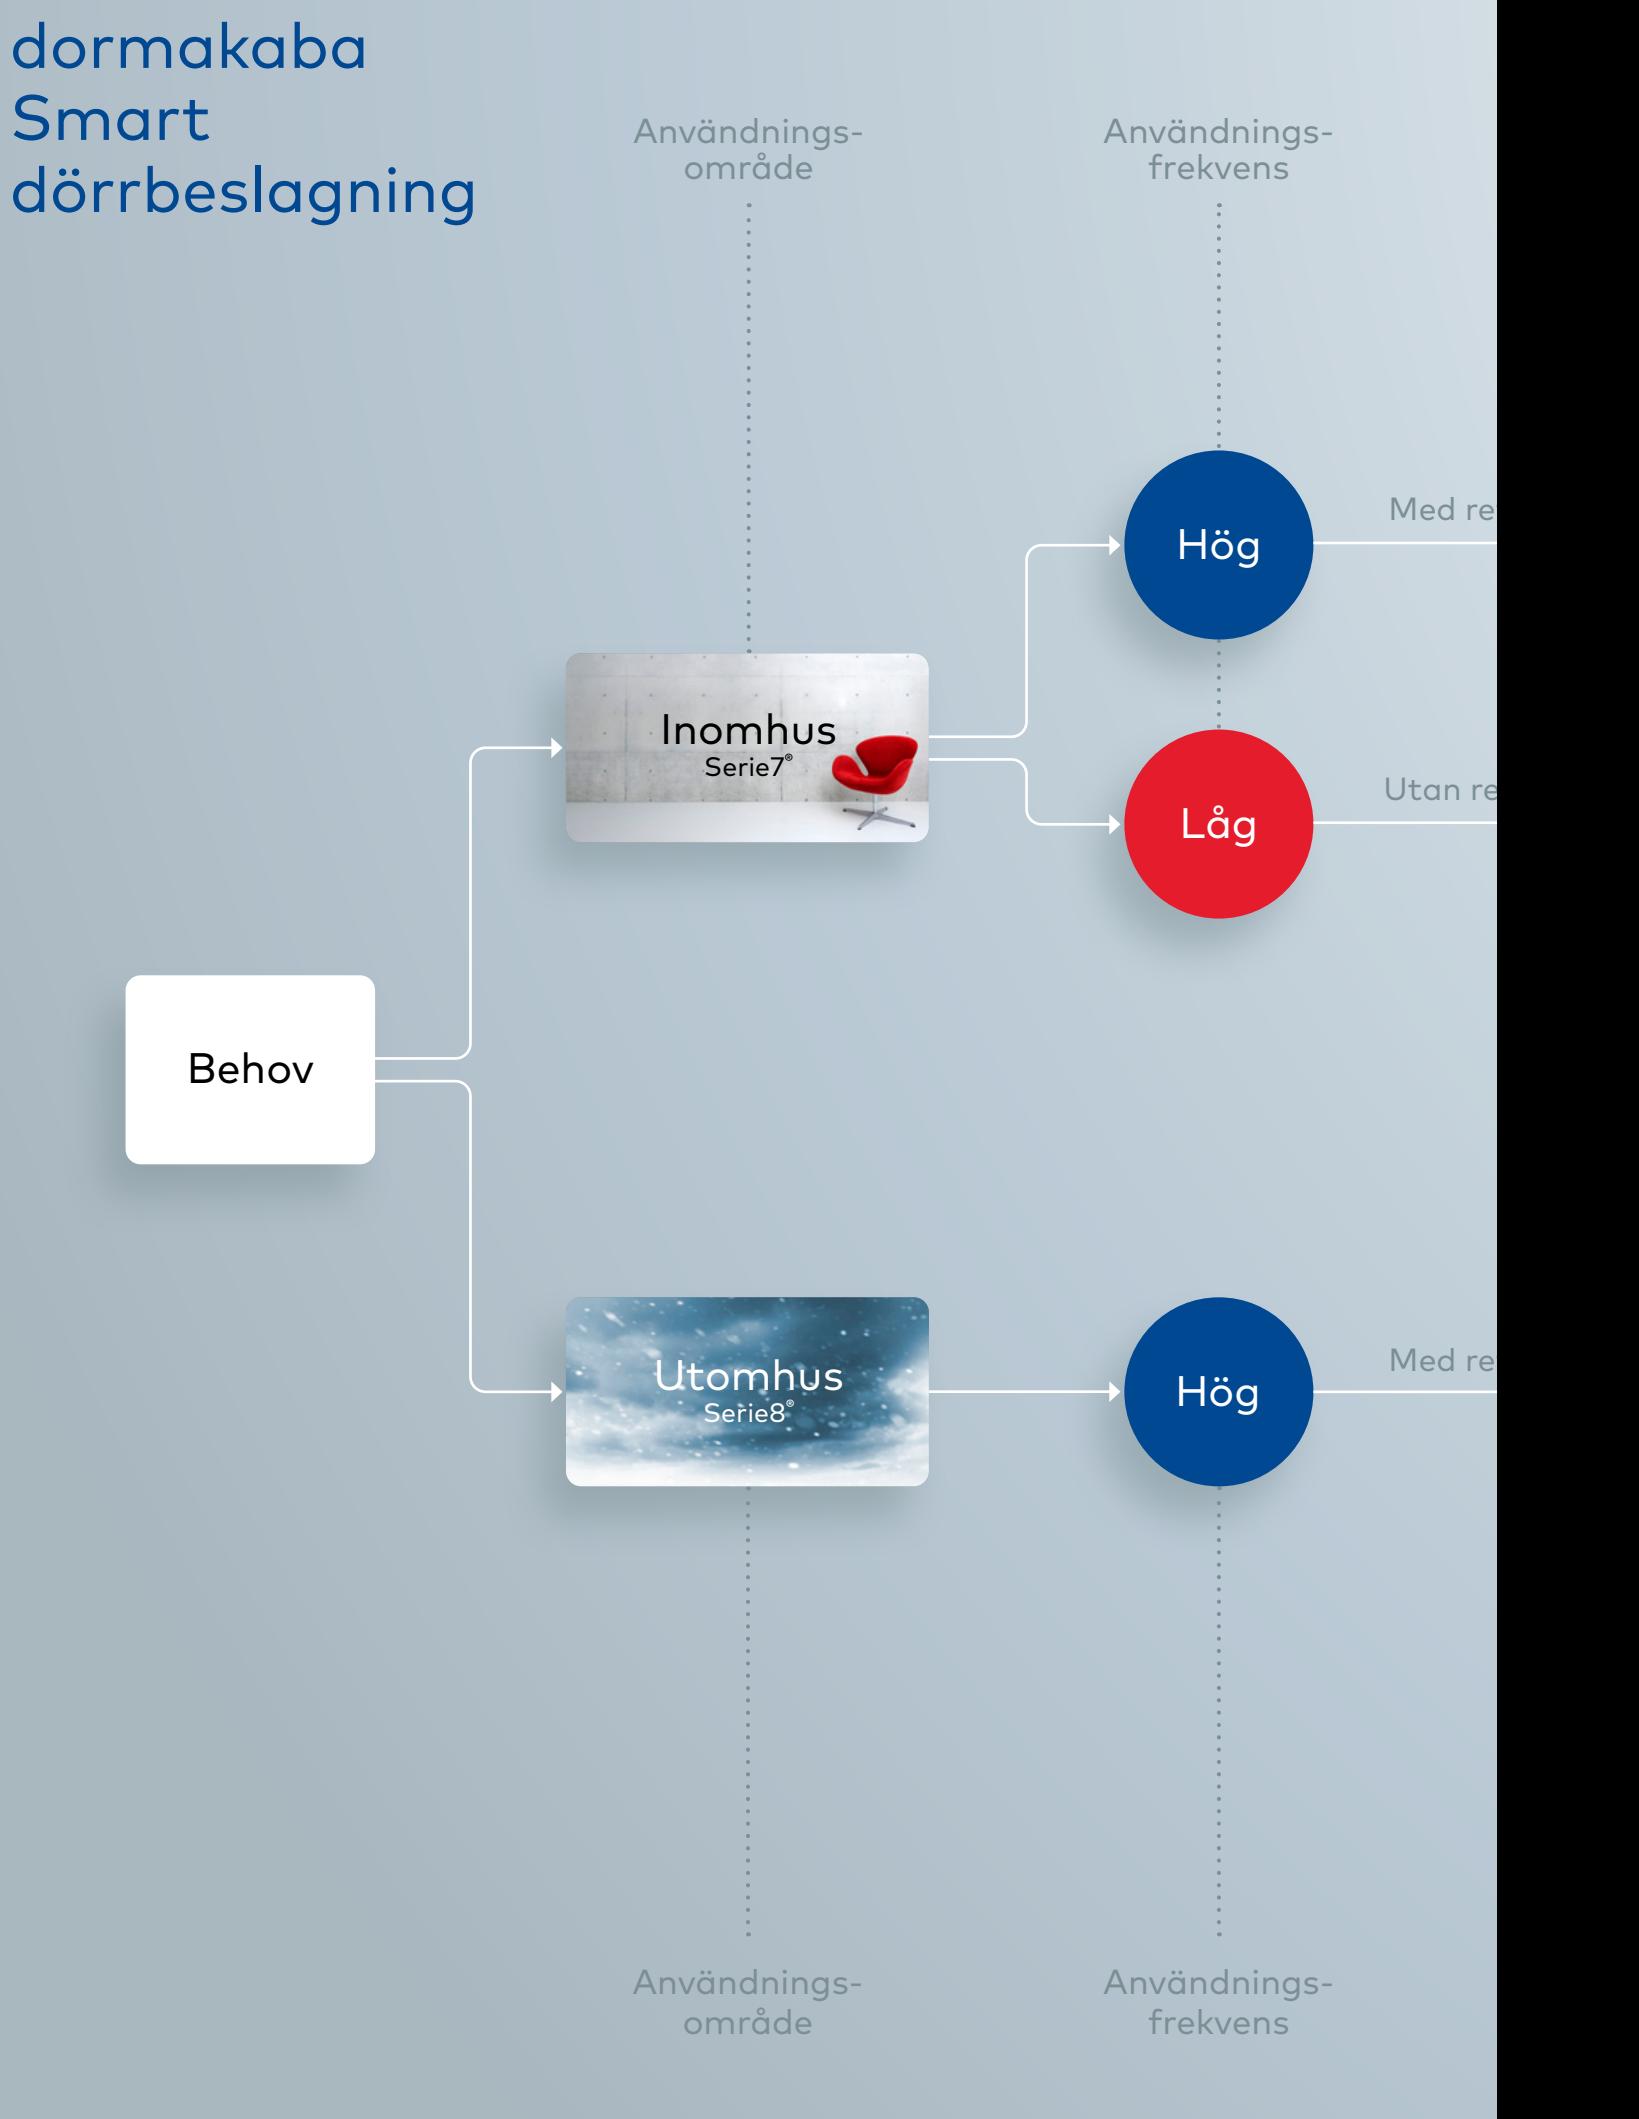 dormakaba
Smart
dörrbeslagning
Användnings-
område
Användnings-
frekvens
Hög
Med re
Inomhus
Serie7®
Låg
Utan re
Behov
Utomhus
Serie8®
Hög
Med re
Användnings-
område
Användnings-
frekvens